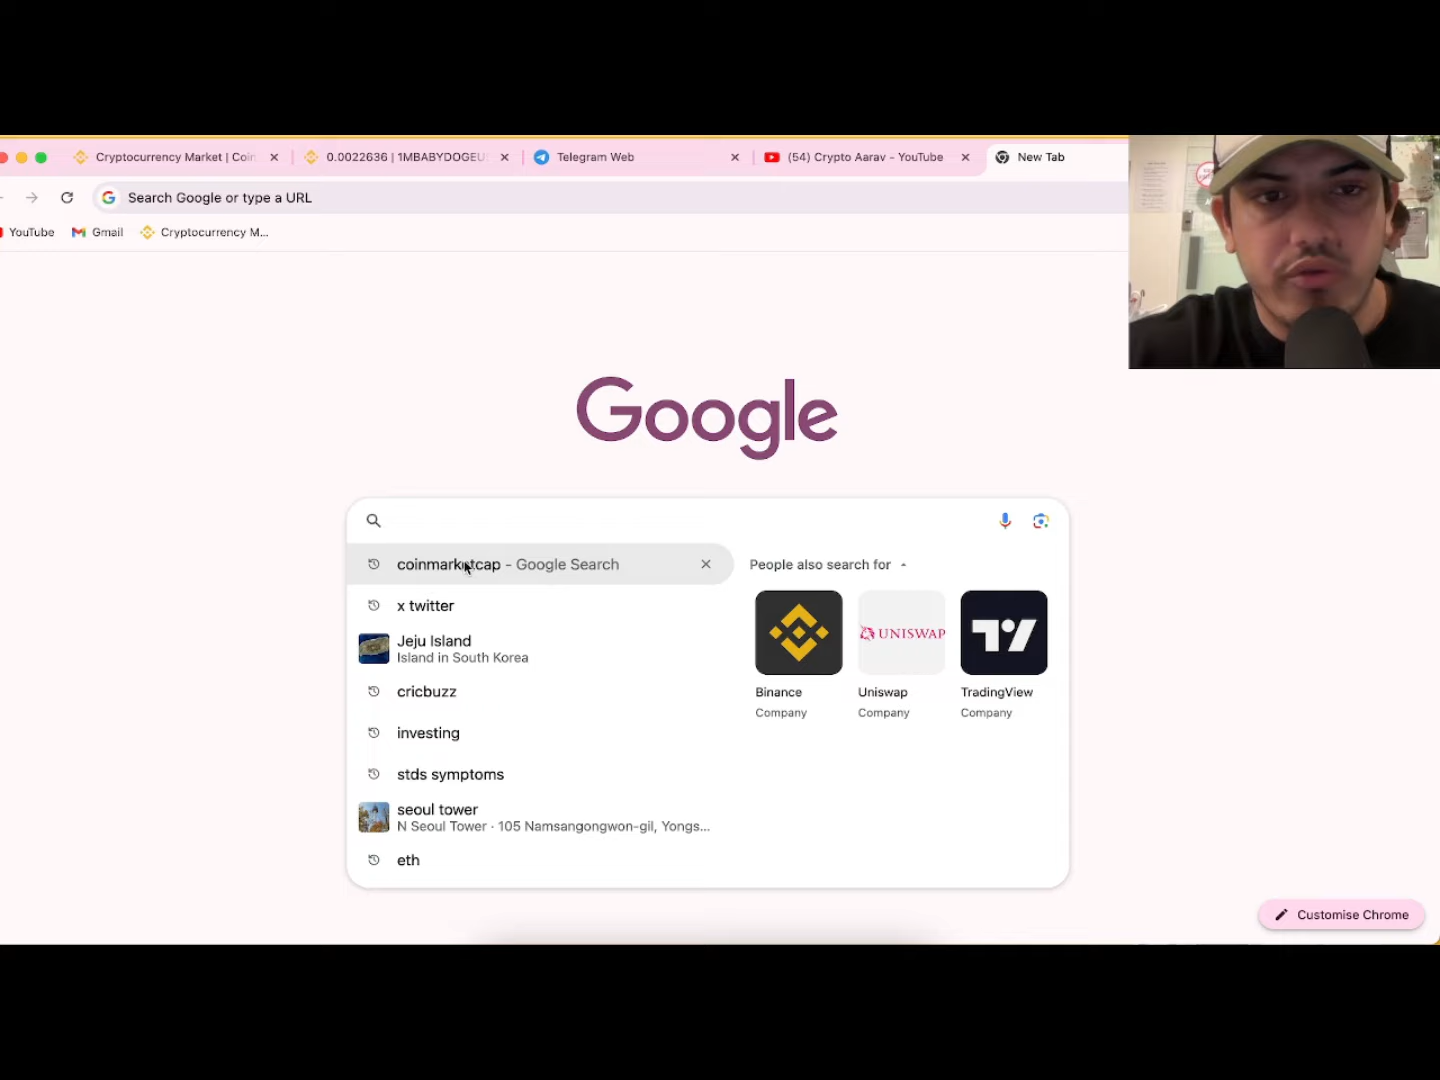 Cryptocurrency Market | Coin
0.0022636 | 1MBABYDOGEUS
Telegram Web
(54) Crypto Aarav - YouTube
New Tab
Search Google or type a URL
YouTube
Gmail
Cryptocurrency M...
Google
coinmarketcap - Google Search
People also search for
x twitter
Jeju Island
Island in South Korea
cricbuzz
investing
stds symptoms
seoul tower
N Seoul Tower · 105 Namsangongwon-gil, Yongs...
eth
UNISWAP
Binance
Company
Uniswap
Company
TradingView
Company
Customise Chrome